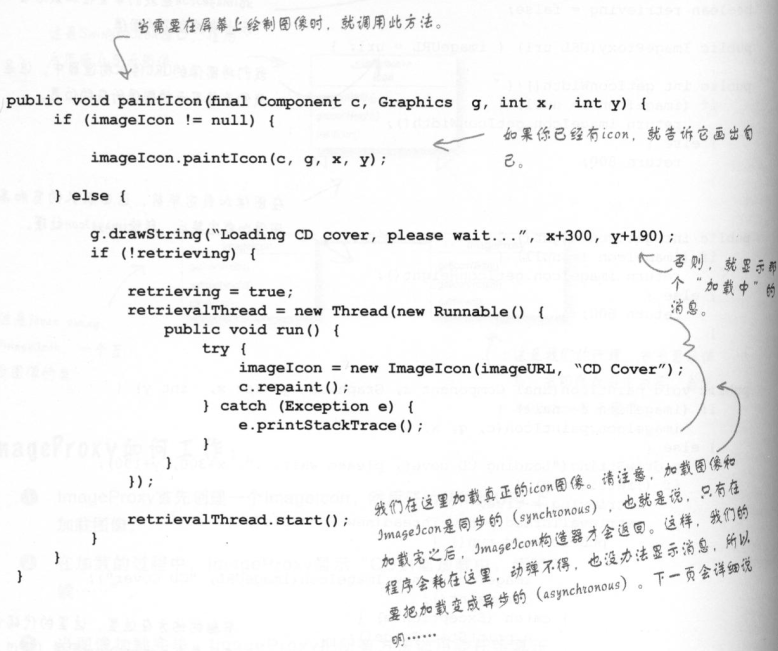 当需要在屏幕上绘制图像时，就调用此方法。
public void paintIcon(final Component c, Graphics  g, int x,  int y) {
if (imageIcon != null) {
如果你已经有icon，就告诉它画出自
己。
imageIcon.paintIcon(c, g, x, y);
} else {
g.drawString(“Loading CD cover, please wait...”, x+300, y+190);
if (!retrieving) {
否则，就显示那
个“加载中”的
消息。
retrieving = true;
retrievalThread = new Thread(new Runnable() {
public void run() {
try {
imageIcon = new ImageIcon(imageURL, “CD Cover”);
c.repaint();
} catch (Exception e) {
e.printStackTrace();
}
}
});
retrievalThread.start();
}
}
}
我们在这里加载真正的icon图像。请注意，加载图像和
ImageIcon是同步的（synchronous），也就是说，只有在
加载完之后，ImageIcon构造器才会返回。这样，我们的
程序会耗在这里，动弹不得，也没办法显示消息，所以
要把加载变成异步的（asynchronous）。下一页会详细说
明……